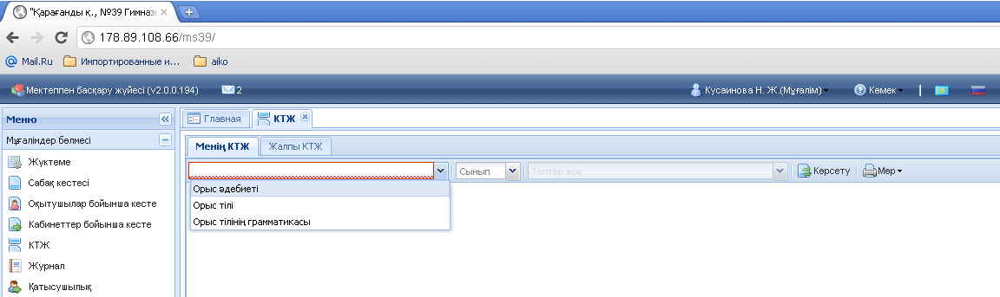 "Қарағанды қ., №39 Гимназ
178.89.108.66/ms39/
Mail.Ru Импортированные и... aiko
Мектеппен басқару жүйесі (v2.0.0.194) 2 Кусаинова Н. Ж.(Мұғалім) Көмек
Меню Главная КТЖ
Мұғалімдер бөлмесі Менің КТЖ Жалпы КТЖ
Жүктеме Сынып Топтар жоқ Көрсету Мөр
Сабақ кестесі Орыс әдебиеті
Оқытушылар бойынша кесте Орыс тілі
Кабинеттер бойынша кесте Орыс тілінің грамматикасы
КТЖ
Журнал
Қатысушылық